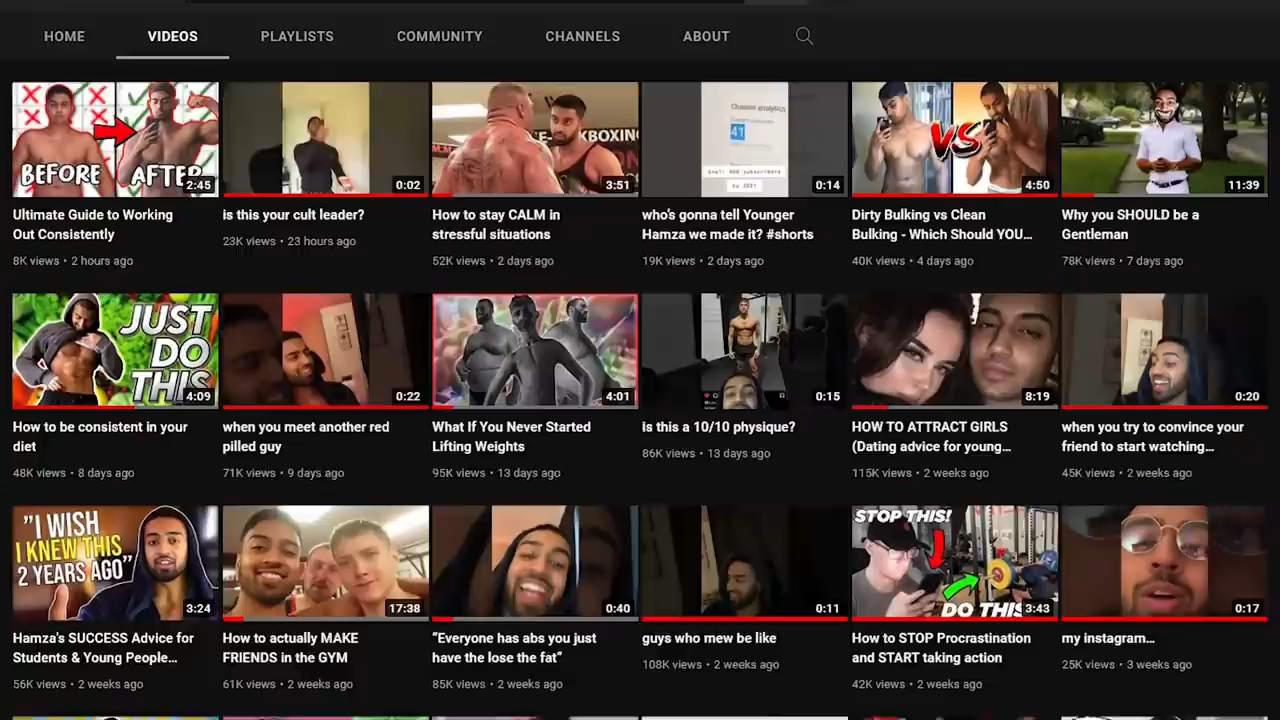 HOME VIDEOS PLAYLISTS COMMUNITY CHANNELS ABOUT
BEFORE AFTER 2:45
Ultimate Guide to Working
Out Consistently
8K views • 2 hours ago
0:02
is this your cult leader?
23K views • 23 hours ago
KBOXING
3:51
How to stay CALM in
stressful situations
52K views • 2 days ago
Channel analytics
41
by 2021
0:14
who's gonna tell Younger
Hamza we made it? #shorts
19K views • 2 days ago
VS
4:50
Dirty Bulking vs Clean
Bulking - Which Should YOU...
40K views • 4 days ago
11:39
Why you SHOULD be a
Gentleman
78K views • 7 days ago
JUST
DO
THIS
4:09
How to be consistent in your
diet
48K views • 8 days ago
0:22
when you meet another red
pilled guy
71K views • 9 days ago
4:01
What If You Never Started
Lifting Weights
95K views • 13 days ago
0:15
is this a 10/10 physique?
86K views • 13 days ago
8:19
HOW TO ATTRACT GIRLS
(Dating advice for young...
115K views • 2 weeks ago
0:20
when you try to convince your
friend to start watching...
45K views • 2 weeks ago
"I WISH
I KNEW THIS
2 YEARS AGO"
3:24
Hamza's SUCCESS Advice for
Students & Young People...
56K views • 2 weeks ago
17:38
How to actually MAKE
FRIENDS in the GYM
61K views • 2 weeks ago
0:40
“Everyone has abs you just
have the lose the fat”
85K views • 2 weeks ago
0:11
guys who mew be like
108K views • 2 weeks ago
STOP THIS!
DO THIS
3:43
How to STOP Procrastination
and START taking action
42K views • 2 weeks ago
0:17
my instagram...
25K views • 3 weeks ago